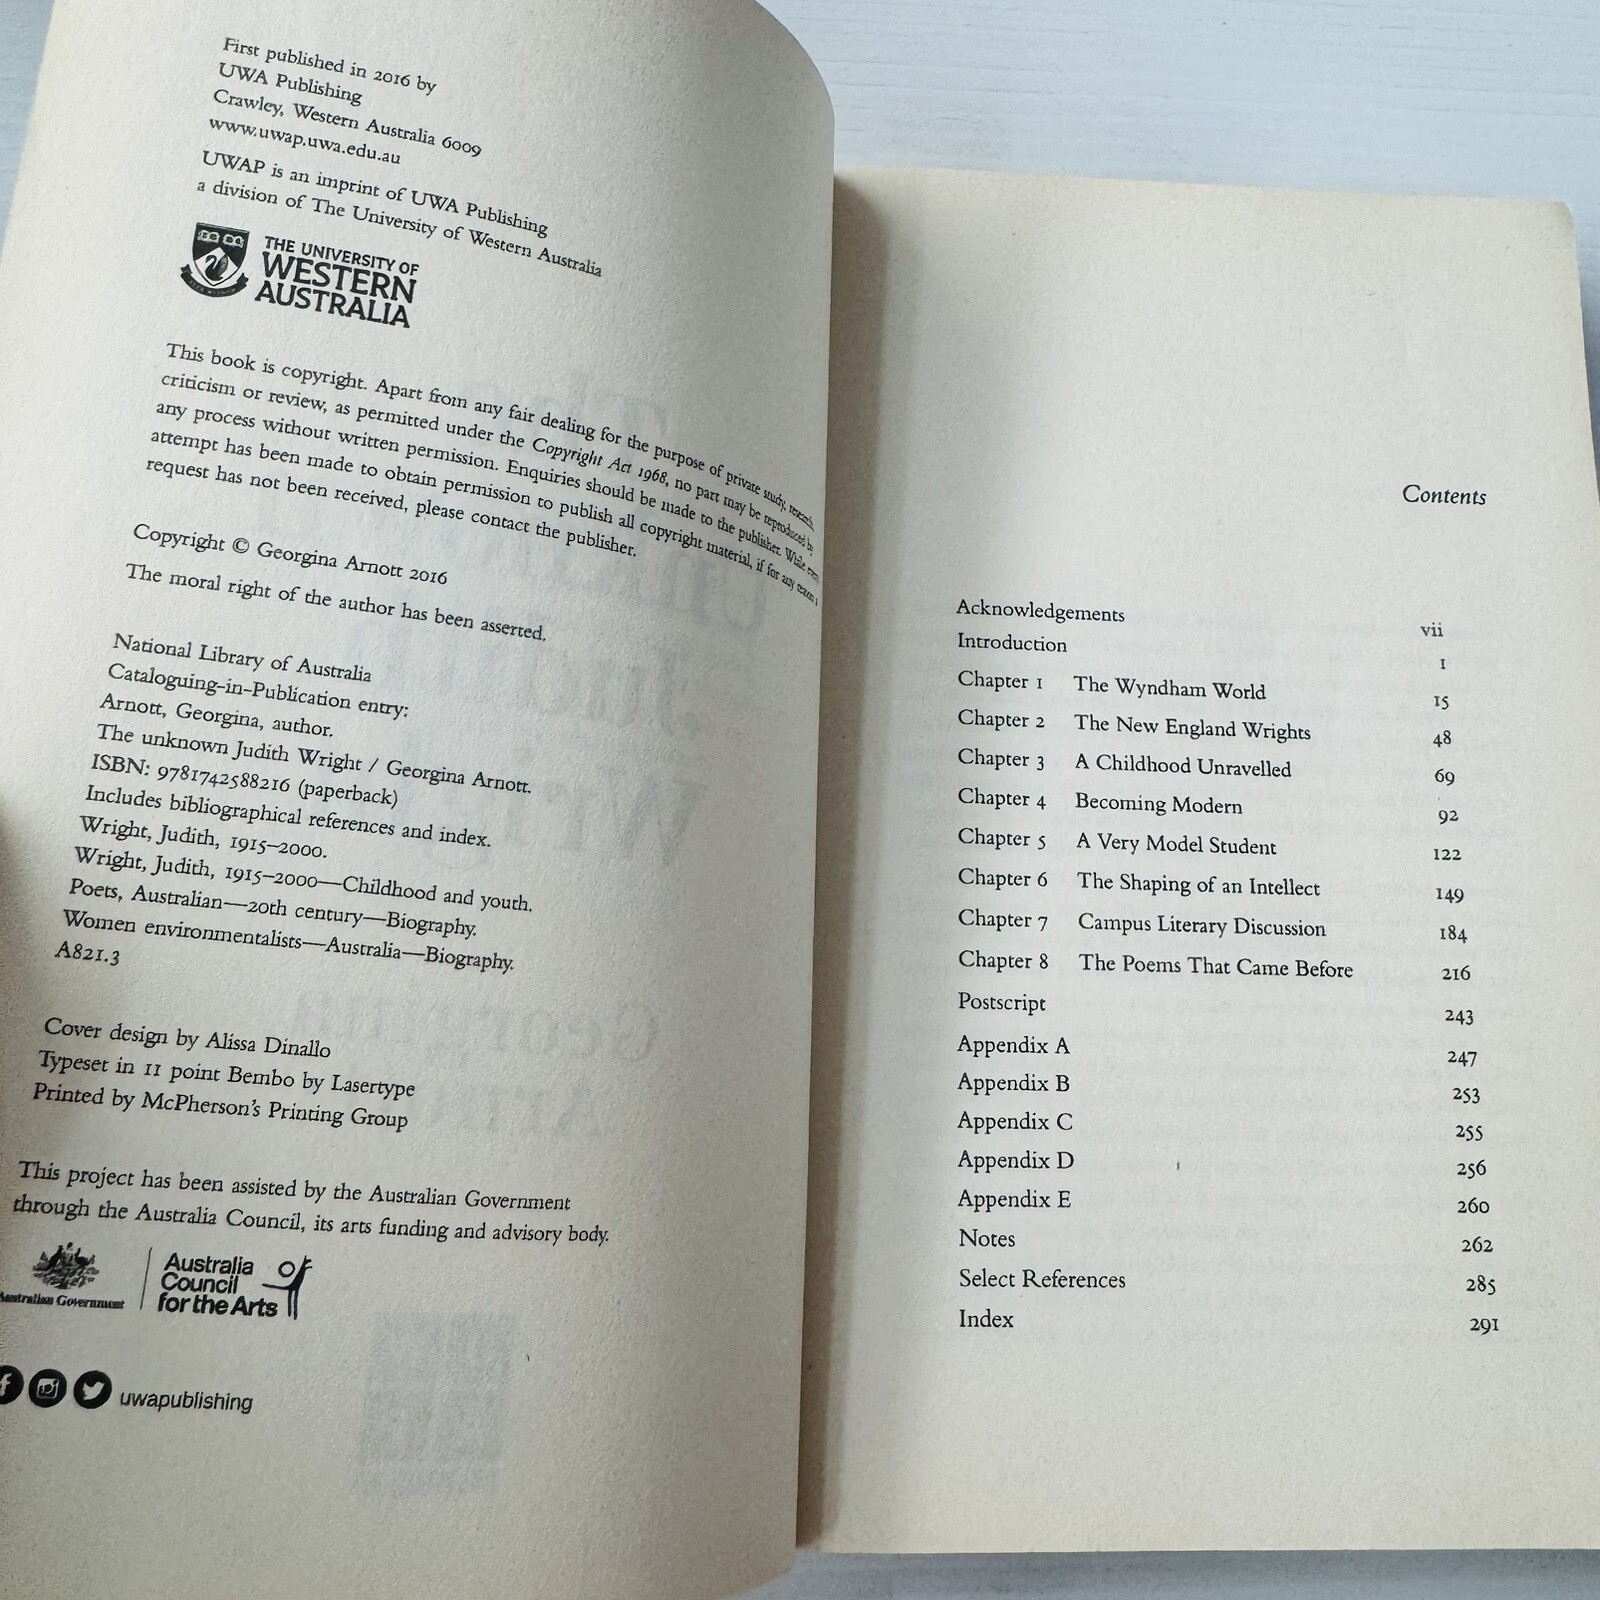 First published in 2016 by
UWA Publishing
Crawley, Western Australia 6009
www.uwap.uwa.edu.au
UWAP is an imprint of UWA Publishing
a division of The University of Western Australia
THE UNIVERSITY OF
WESTERN
AUSTRALIA
This book is copyright. Apart from any fair dealing for the purpose of private study, research,
criticism or review, as permitted under the Copyright Act 1968, no part may be reproduced by
any process without written permission. Enquiries should be made to the publisher. While every
attempt has been made to obtain permission to publish all copyright material, if for any reason a
request has not been received, please contact the publisher.
Copyright © Georgina Arnott 2016
The moral right of the author has been asserted.
National Library of Australia
Cataloguing-in-Publication entry:
Arnott, Georgina, author.
The unknown Judith Wright / Georgina Arnott.
ISBN: 9781742588216 (paperback)
Includes bibliographical references and index.
Wright, Judith, 1915–2000.
Wright, Judith, 1915–2000—Childhood and youth.
Poets, Australian—20th century—Biography.
Women environmentalists—Australia—Biography.
A821.3
Cover design by Alissa Dinallo
Typeset in 11 point Bembo by Lasertype
Printed by McPherson's Printing Group
This project has been assisted by the Australian Government
through the Australia Council, its arts funding and advisory body.
Australian Government
Australia
Council
for the Arts
uwapublishing
Contents
Acknowledgements vii
Introduction 1
Chapter 1 The Wyndham World 15
Chapter 2 The New England Wrights 48
Chapter 3 A Childhood Unravelled 69
Chapter 4 Becoming Modern 92
Chapter 5 A Very Model Student 122
Chapter 6 The Shaping of an Intellect 149
Chapter 7 Campus Literary Discussion 184
Chapter 8 The Poems That Came Before 216
Postscript 243
Appendix A 247
Appendix B 253
Appendix C 255
Appendix D 256
Appendix E 260
Notes 262
Select References 285
Index 291